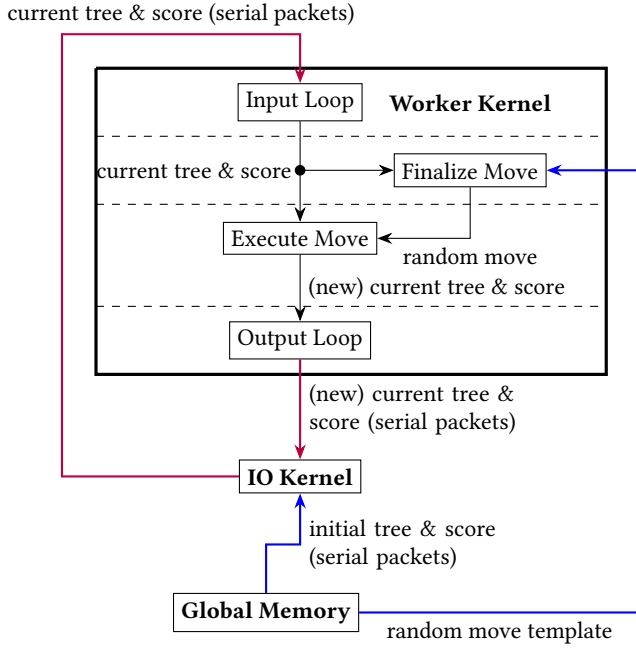 current tree & score (serial packets)
Input Loop
Worker Kernel
current tree & score
Finalize Move
Execute Move
random move
(new) current tree & score
Output Loop
(new) current tree &
score (serial packets)
IO Kernel
initial tree & score
(serial packets)
Global Memory
random move template